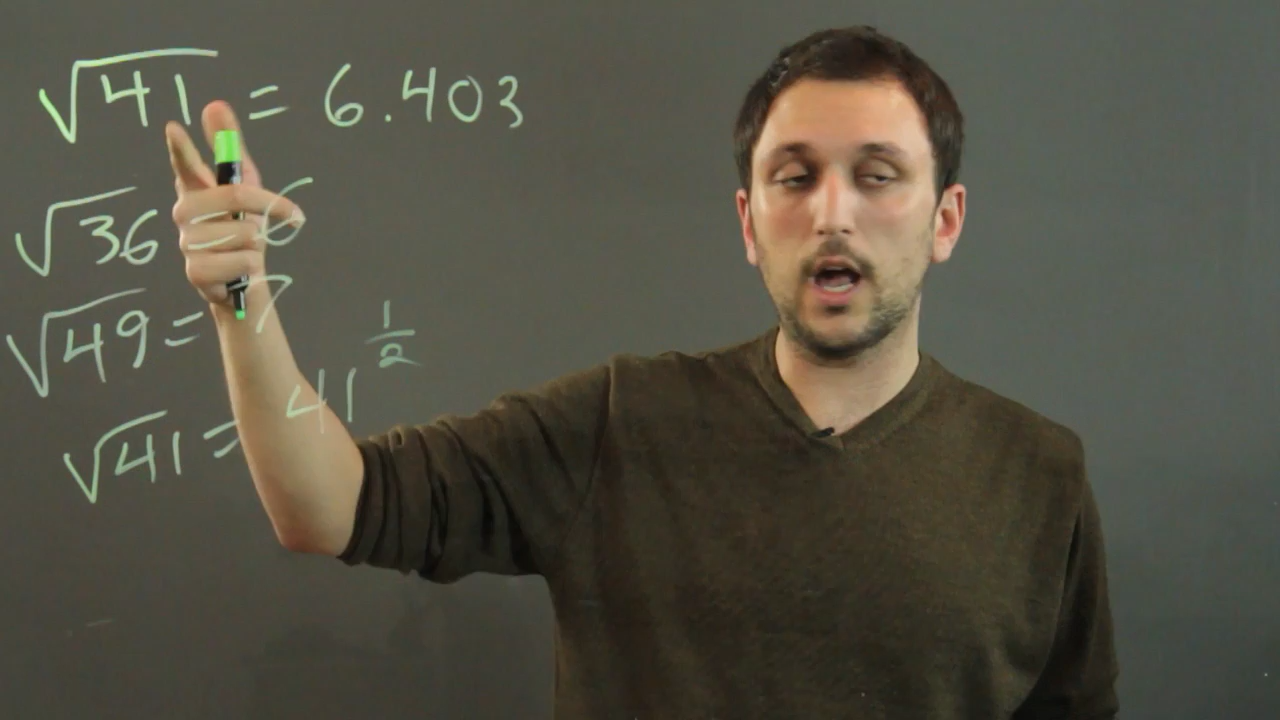 √41 = 6.403
√36 = 6
√49 = 7
√41 = 41^(1/2)